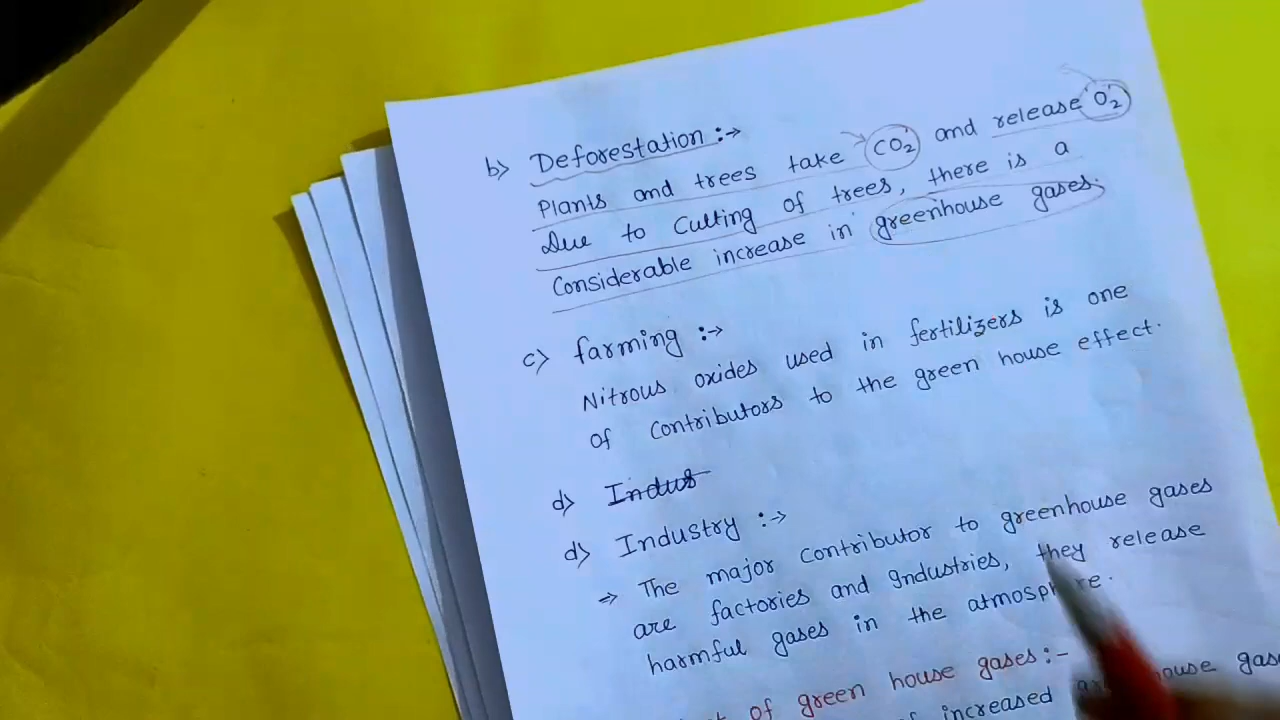 b) Deforestation :→
Plants and trees take CO2 and release O2
Due to Cutting of trees, there is a
Considerable increase in greenhouse gases.
c) farming :→
Nitrous oxides used in fertilizers is one
of contributors to the green house effect.
d) Indus
d) Industry :→
⇒ The major contributor to greenhouse gases
are factories and Industries, they release
harmful gases in the atmosphere.
of green house gases:-
increased house